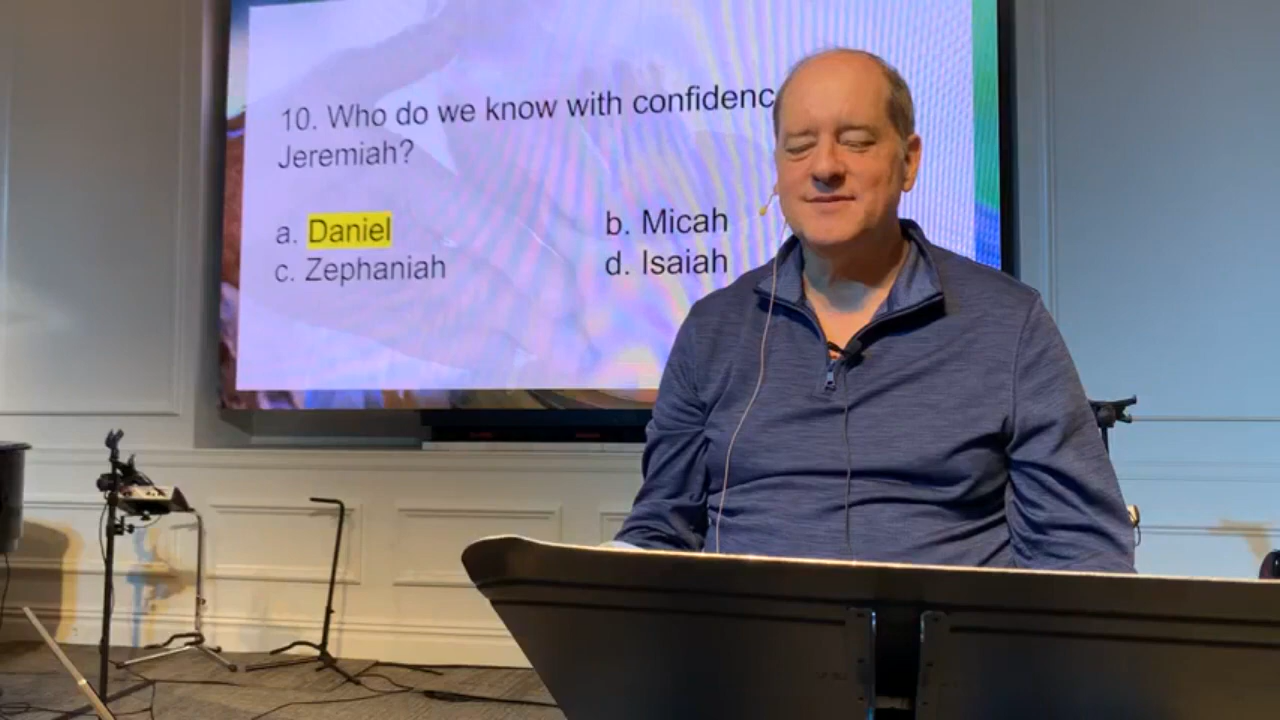 10. Who do we know with confidenc
Jeremiah?
a. Daniel b. Micah
c. Zephaniah d. Isaiah